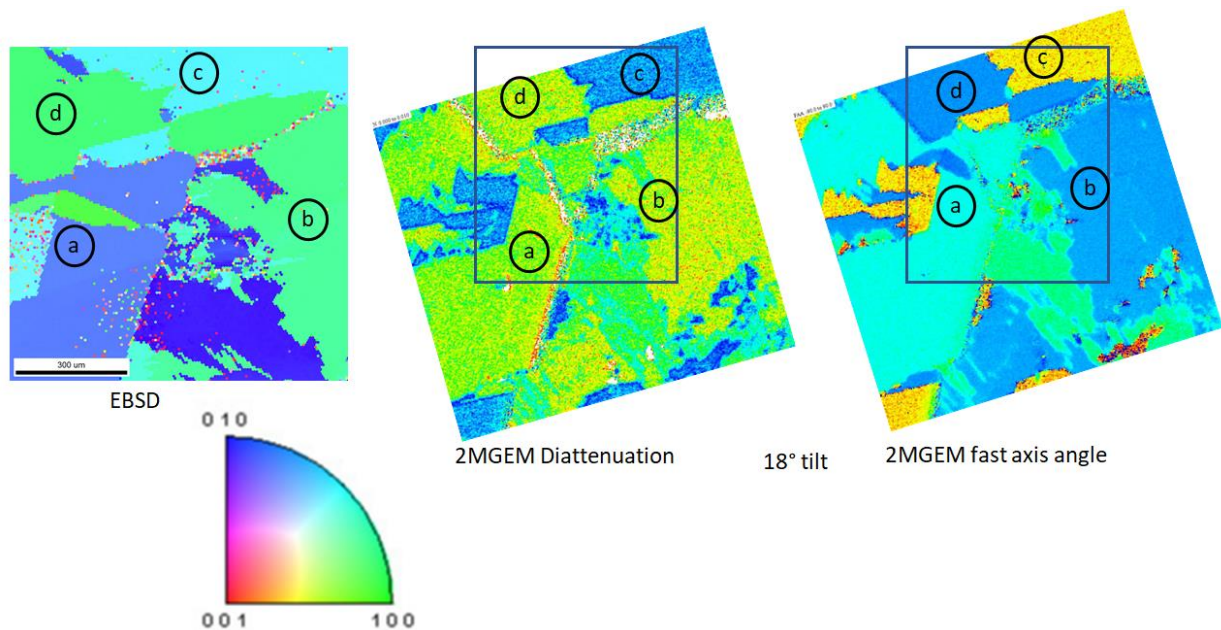 c
d
b
a
300 um
EBSD
d
c
b
a
2MGEM Diattenuation
18° tilt
c
d
b
a
2MGEM fast axis angle
0 1 0
0 0 1
1 0 0